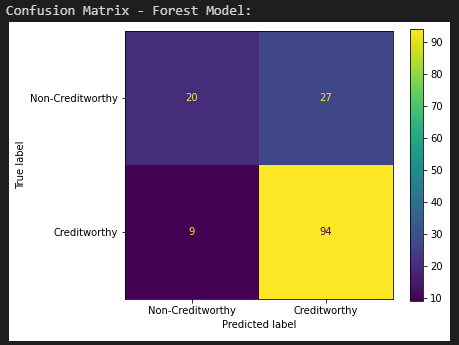 Confusion Matrix - Forest Model:
90
80
70
60
50
40
30
20
10
True label
Non-Creditworthy
20
27
Creditworthy
9
94
Non-Creditworthy
Creditworthy
Predicted label